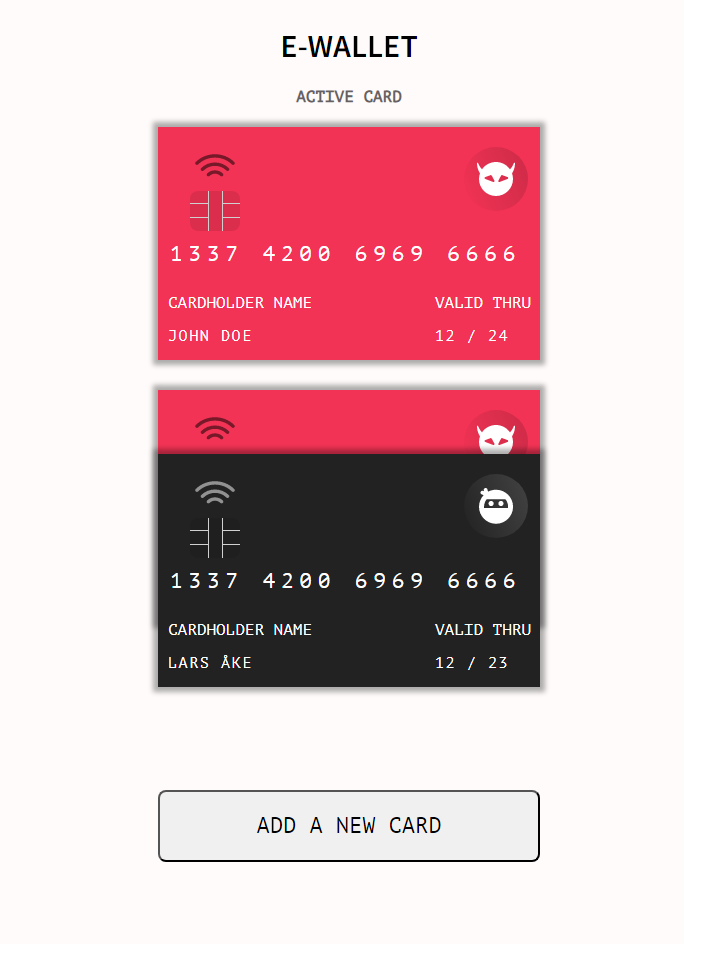 E-WALLET
ACTIVE CARD
1337 4200 6969 6666
CARDHOLDER NAME VALID THRU
JOHN DOE 12 / 24
1337 4200 6969 6666
CARDHOLDER NAME VALID THRU
LARS ÅKE 12 / 23
ADD A NEW CARD